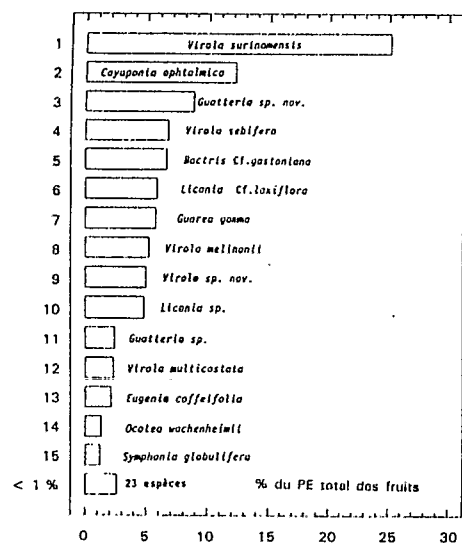 1 Virola surinamensis
2 Cayaponia ophtalmica
3 Guatteria sp. nov.
4 Virola sebifera
5 Bactris Cf.gastoniana
6 Licania Cf.laxiflora
7 Guarea gomma
8 Virola melinonii
9 Virola sp. nov.
10 Licania sp.
11 Guatteria sp.
12 Virola multicostata
13 Eugenia coffeifolia
14 Ocotea wachenheimii
15 Symphonia globulifera
< 1 % 23 espèces % du PE total des fruits
0 5 10 15 20 25 30